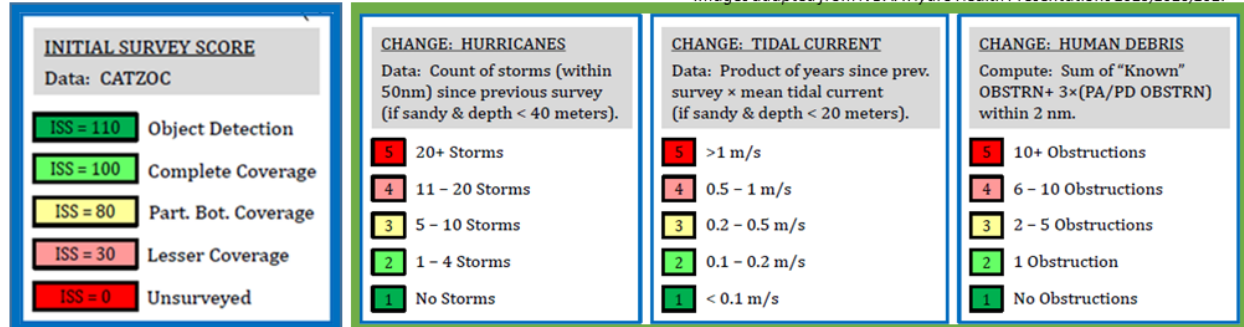 INITIAL SURVEY SCORE
Data: CATZOC
ISS = 110 Object Detection
ISS = 100 Complete Coverage
ISS = 80 Part. Bot. Coverage
ISS = 30 Lesser Coverage
ISS = 0 Unsurveyed
CHANGE: HURRICANES
Data: Count of storms (within
50nm) since previous survey
(if sandy & depth < 40 meters).
5 20+ Storms
4 11 – 20 Storms
3 5 – 10 Storms
2 1 – 4 Storms
1 No Storms
CHANGE: TIDAL CURRENT
Data: Product of years since prev.
survey × mean tidal current
(if sandy & depth < 20 meters).
5 >1 m/s
4 0.5 – 1 m/s
3 0.2 – 0.5 m/s
2 0.1 – 0.2 m/s
1 < 0.1 m/s
CHANGE: HUMAN DEBRIS
Compute: Sum of “Known”
OBSTRN+ 3×(PA/PD OBSTRN)
within 2 nm.
5 10+ Obstructions
4 6 – 10 Obstructions
3 2 – 5 Obstructions
2 1 Obstruction
1 No Obstructions